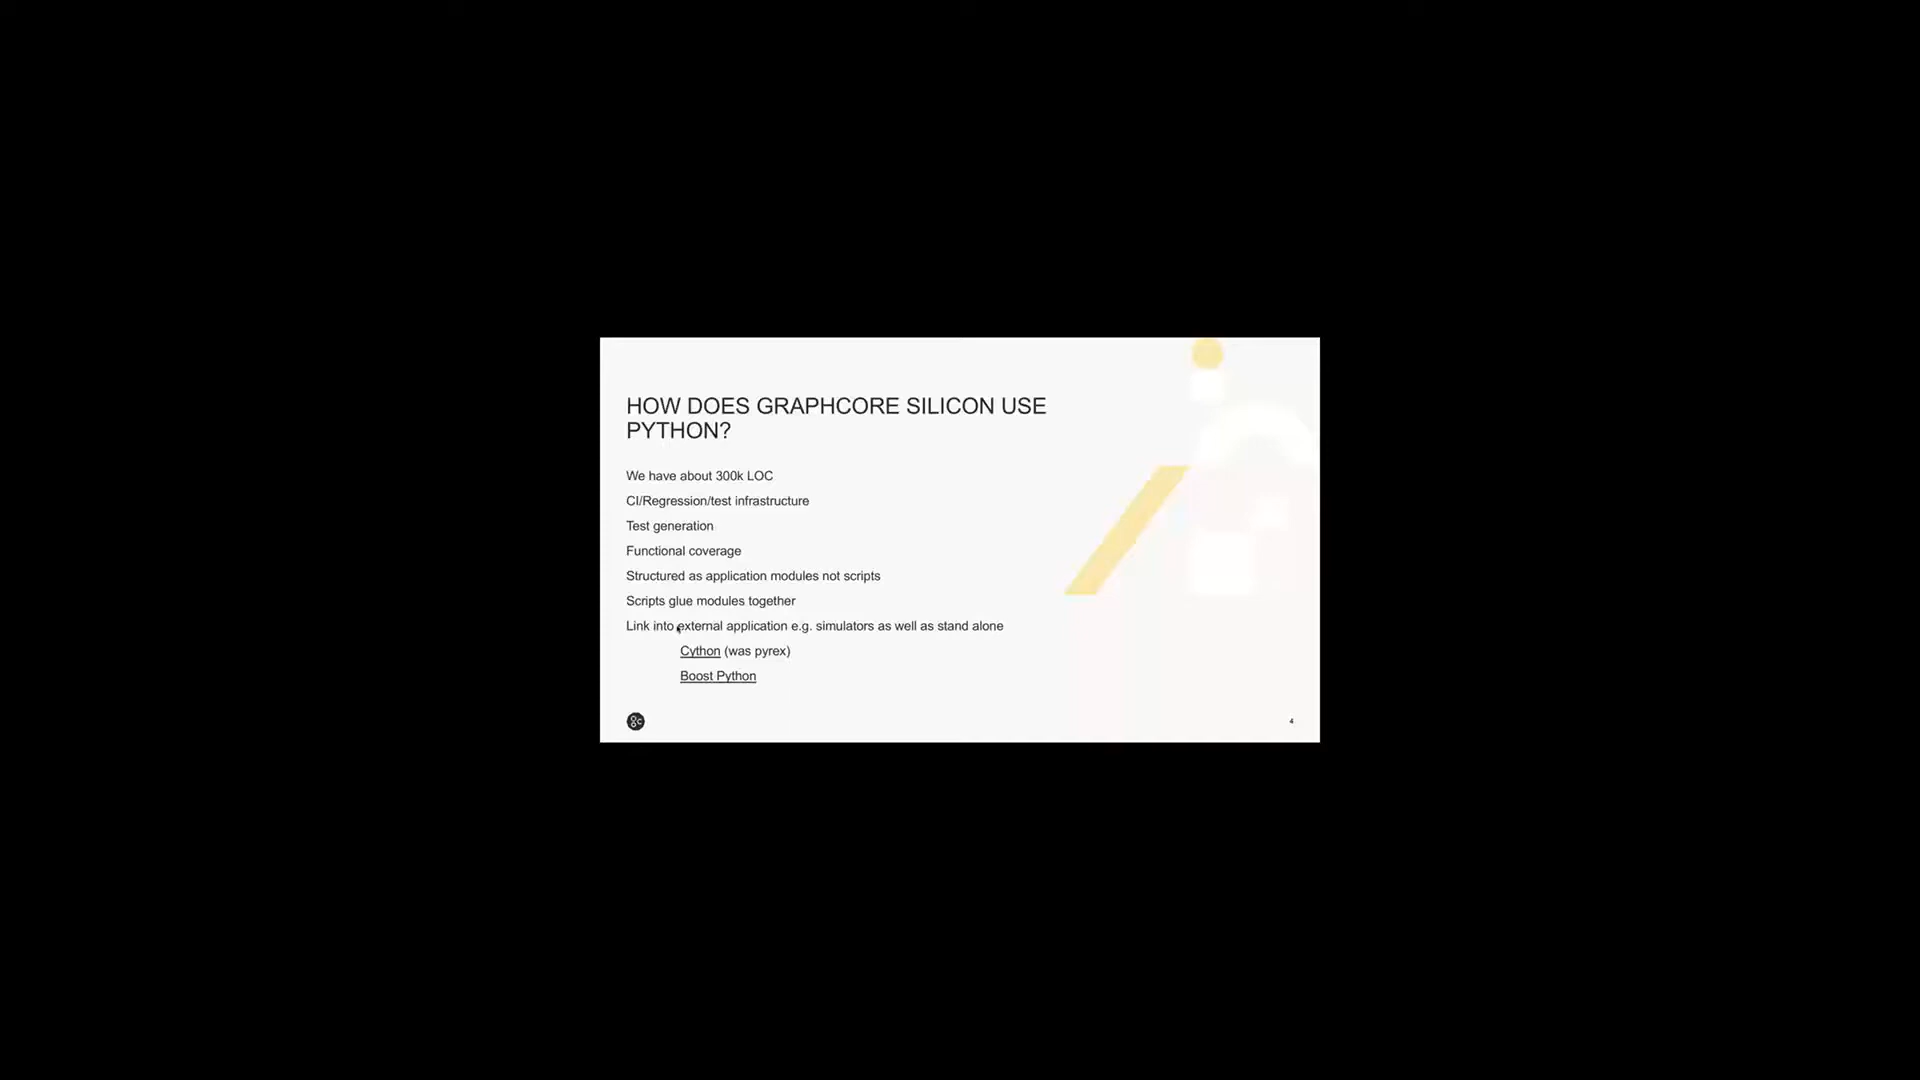 HOW DOES GRAPHCORE SILICON USE
PYTHON?
We have about 300k LOC
CI/Regression/test infrastructure
Test generation
Functional coverage
Structured as application modules not scripts
Scripts glue modules together
Link into external application e.g. simulators as well as stand alone
Cython (was pyrex)
Boost Python
4